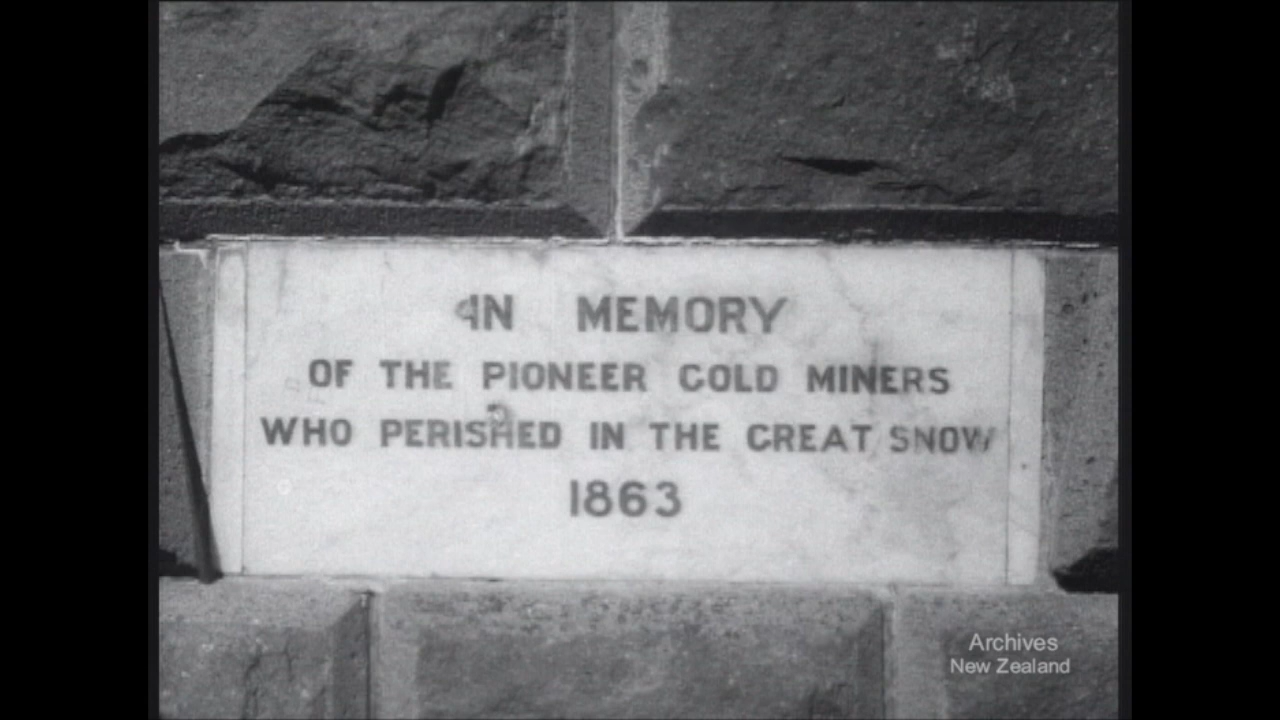 IN MEMORY
OF THE PIONEER GOLD MINERS
WHO PERISHED IN THE GREAT SNOW
1863
Archives
New Zealand